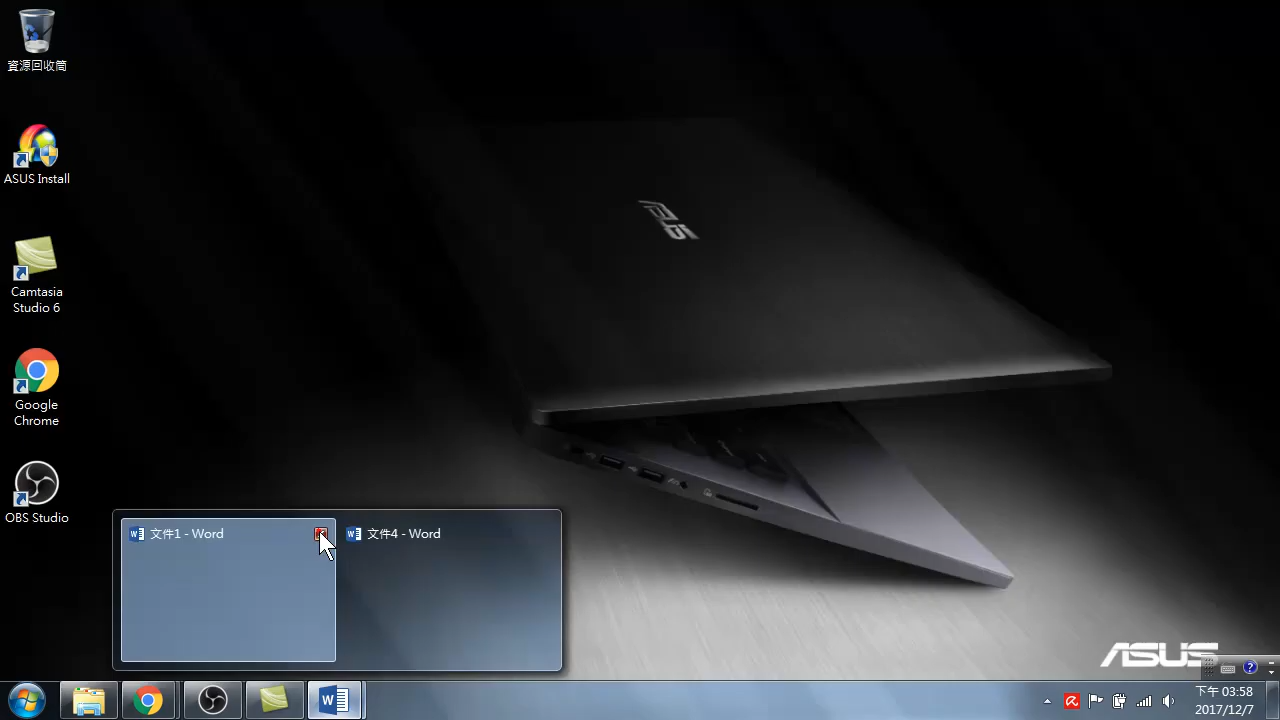 資源回收筒
ASUS Install
Camtasia
Studio 6
Google
Chrome
OBS Studio
ASUS
文件1 - Word
文件4 - Word
ASUS
下午 03:58
2017/12/7